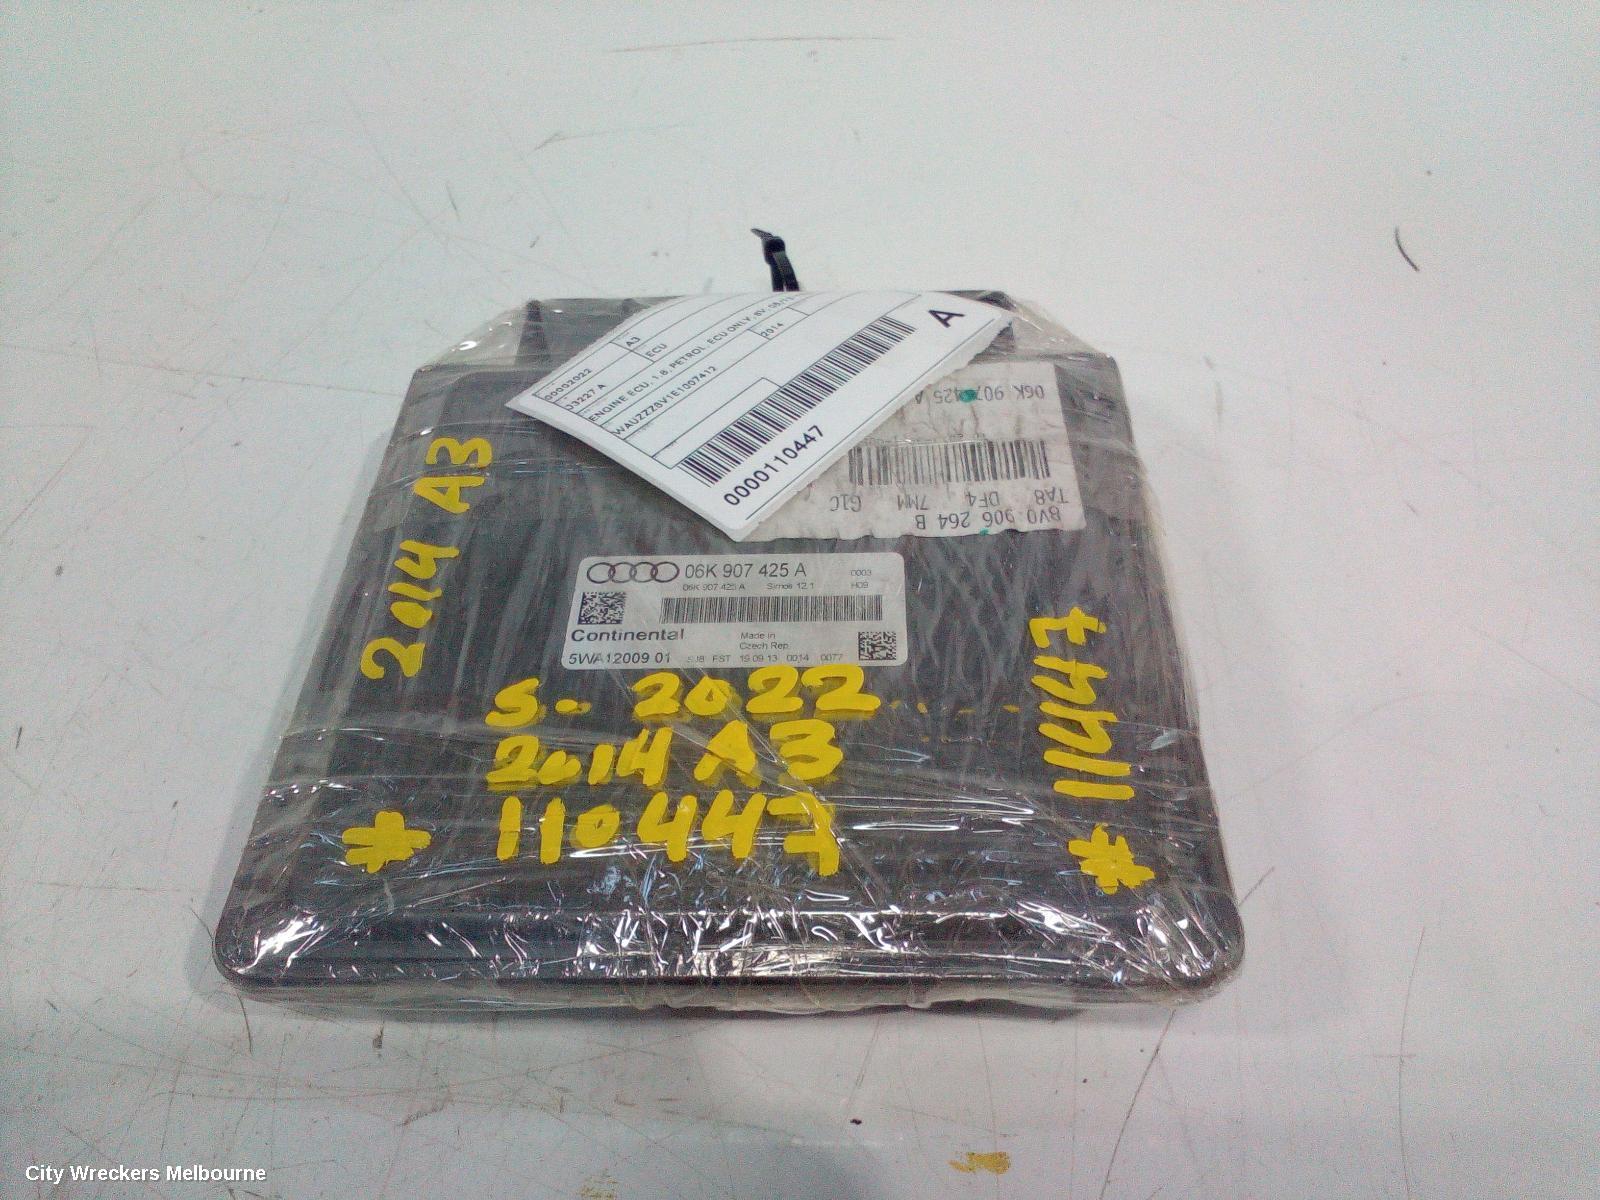 00002022
A3
03227 A
ECU
ENGINE ECU, 1.8, PETROL, ECU ONLY, 8V, 05/13
WAUZZZ8V1E1007412
2014
A
0000110447
06K 907 425 A
TA8 DF4 7MM G1C
8V0 906 264 B
06K 907 425 A 0003
06K 907 425 A Simos 12.1 H09
Continental
Made in
Czech Rep.
5WA12009 01 FST 19 09 13 0014 0077
2014 A3
S. 2022
2014 A3
* 110447
* 11447
City Wreckers Melbourne